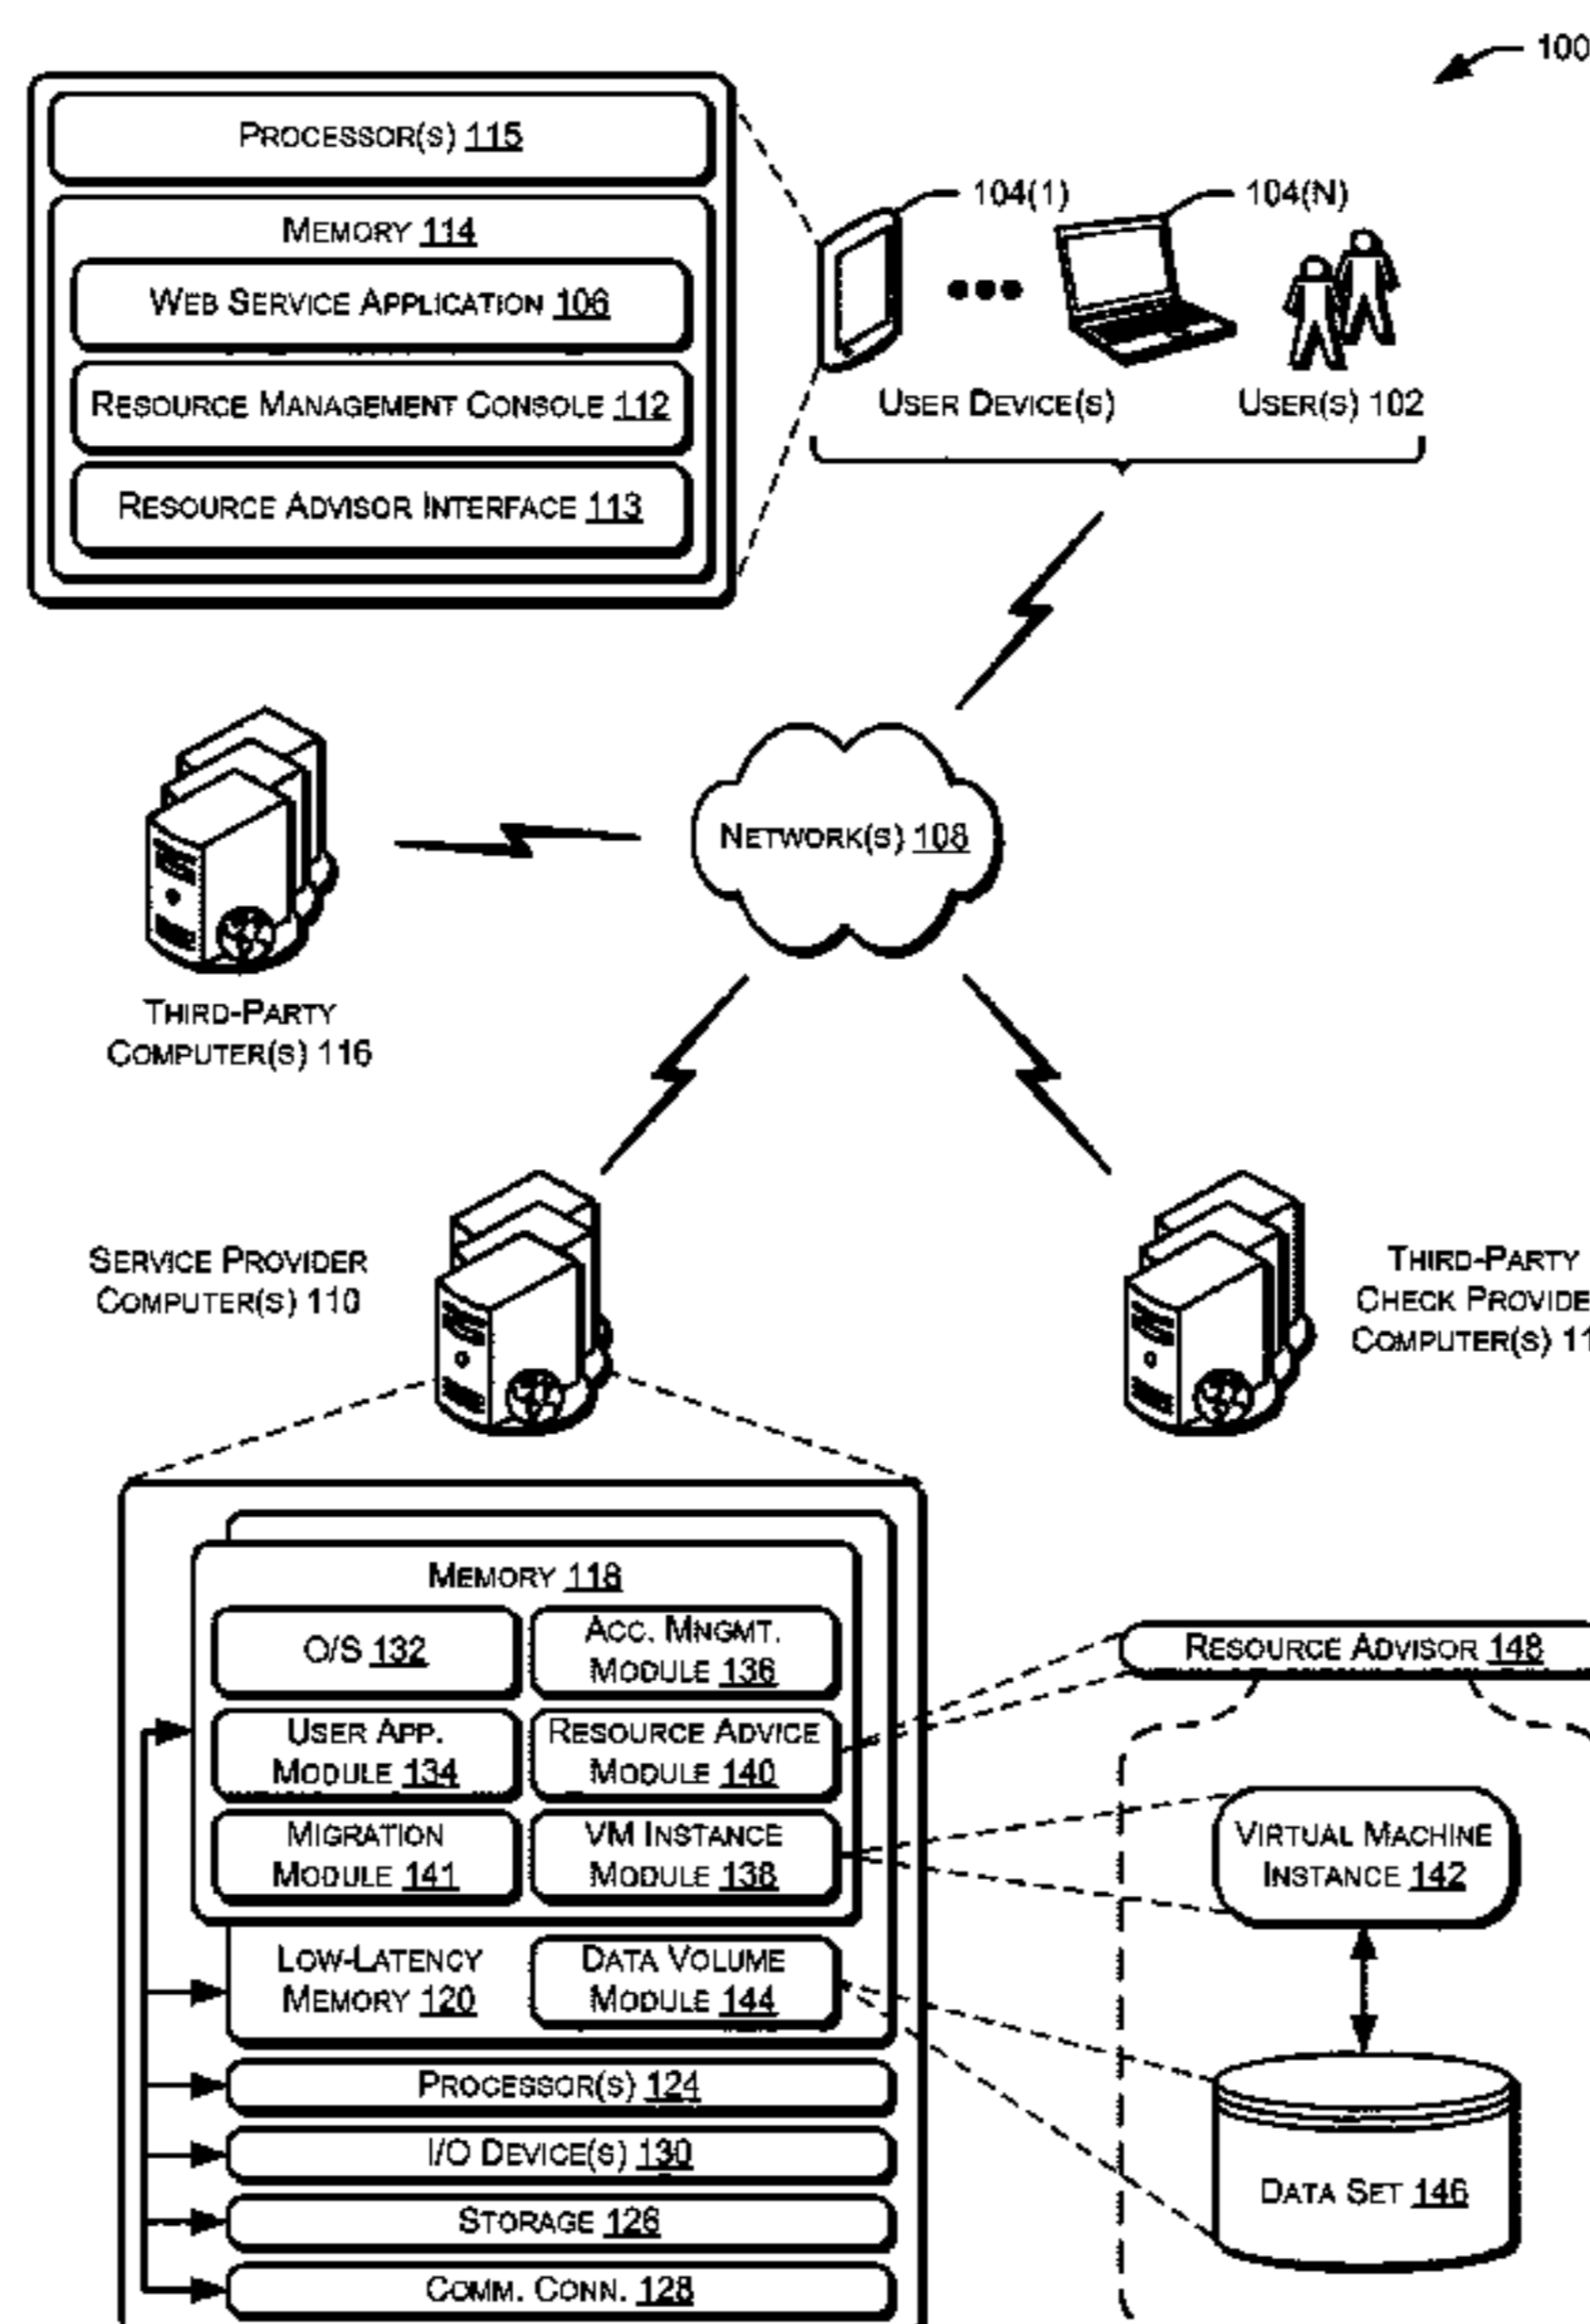 100
PROCESSOR(S) 115
MEMORY 114
WEB SERVICE APPLICATION 106
RESOURCE MANAGEMENT CONSOLE 112
RESOURCE ADVISOR INTERFACE 113
104(1)
104(N)
USER DEVICE(S)
USER(S) 102
NETWORK(S) 108
THIRD-PARTY
COMPUTER(S) 116
SERVICE PROVIDER
COMPUTER(S) 110
THIRD-PARTY
CHECK
COMPUTER(S)
MEMORY 118
O/S 132
ACC. MNGMT.
MODULE 136
USER APP.
MODULE 134
RESOURCE ADVICE
MODULE 140
MIGRATION
MODULE 141
VM INSTANCE
MODULE 138
LOW-LATENCY
MEMORY 120
DATA VOLUME
MODULE 144
PROCESSOR(S) 124
I/O DEVICE(S) 130
STORAGE 126
COMM. CONN. 128
RESOURCE ADVISOR 148
VIRTUAL MACHINE
INSTANCE 142
DATA SET 146